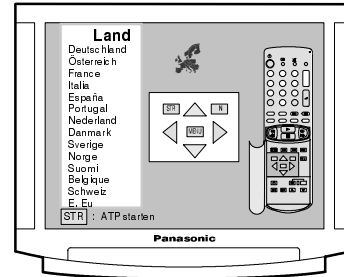 Land
Deutschland
Österreich
France
Italia
España
Portugal
Nederland
Danmark
Sverige
Norge
Suomi
Belgique
Schweiz
E. Eu
STR N
MENU
STR : ATP starten
Panasonic